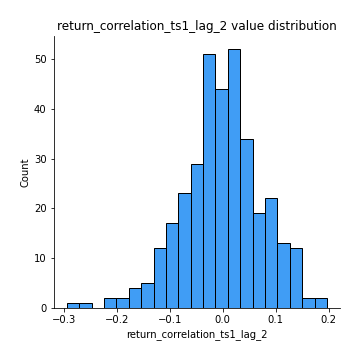 return_correlation_ts1_lag_2 value distribution
Count
50
40
30
20
10
0
−0.3 −0.2 −0.1 0.0 0.1 0.2
return_correlation_ts1_lag_2